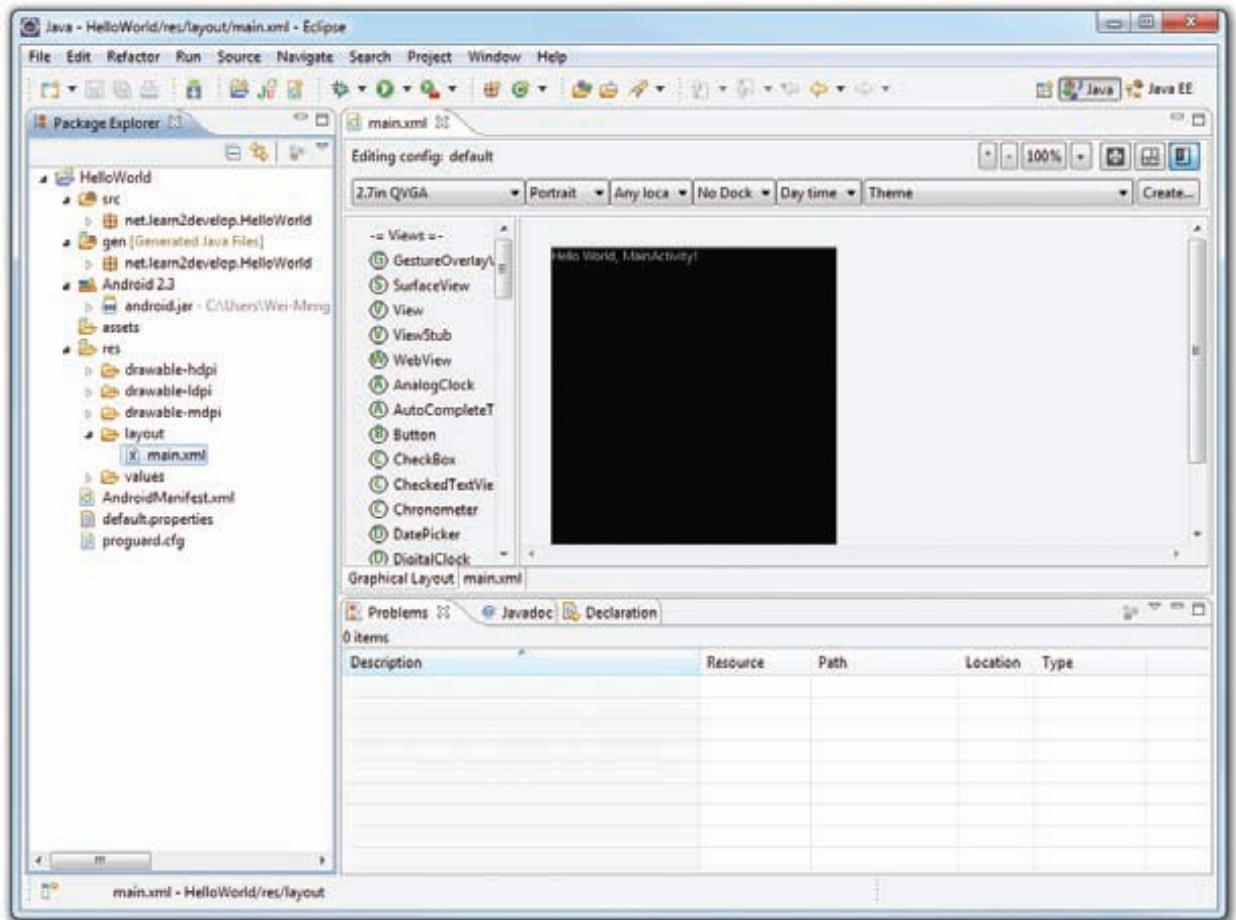 Java - HelloWorld/res/layout/main.xml - Eclipse
File Edit Refactor Run Source Navigate Search Project Window Help
Java Java EE
Package Explorer
HelloWorld
src
net.learn2develop.HelloWorld
gen [Generated Java Files]
net.learn2develop.HelloWorld
Android 2.3
android.jar - C:\Users\Wei-Meng
assets
res
drawable-hdpi
drawable-ldpi
drawable-mdpi
layout
main.xml
values
AndroidManifest.xml
default.properties
proguard.cfg
main.xml
Editing config: default
100%
2.7in QVGA Portrait Any loca No Dock Day time Theme Create...
-= Views =-
GestureOverlayV
SurfaceView
View
ViewStub
WebView
AnalogClock
AutoCompleteT
Button
CheckBox
CheckedTextVie
Chronometer
DatePicker
DigitalClock
Hello World, MainActivity!
Graphical Layout main.xml
Problems Javadoc Declaration
0 items
Description Resource Path Location Type
main.xml - HelloWorld/res/layout